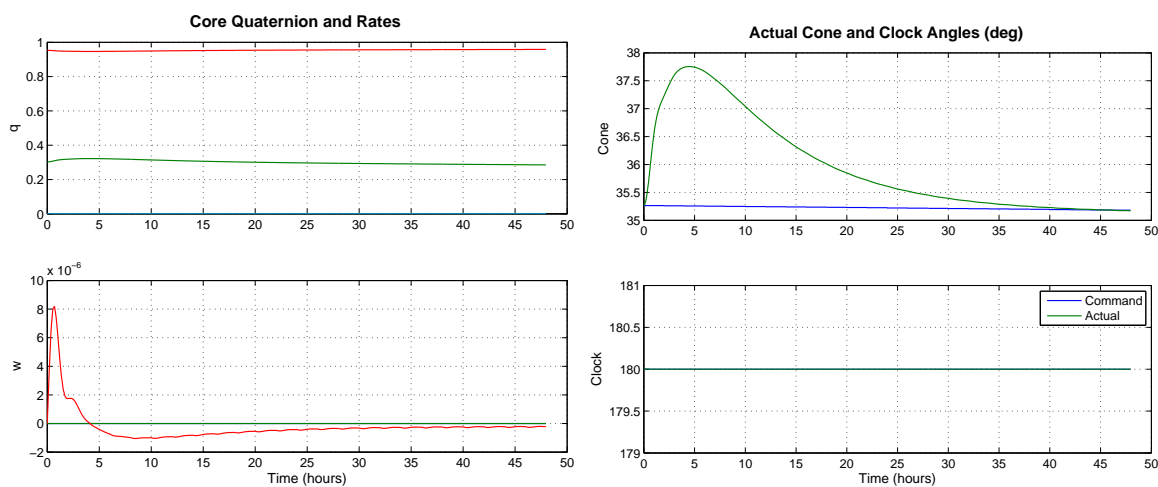 Core Quaternion and Rates
1
0.8
0.6
0.4
0.2
0
q
0 5 10 15 20 25 30 35 40 45 50
x 10⁻⁶
10
8
6
4
2
0
−2
w
0 5 10 15 20 25 30 35 40 45 50
Time (hours)
Actual Cone and Clock Angles (deg)
38
37.5
37
36.5
36
35.5
35
Cone
0 5 10 15 20 25 30 35 40 45 50
181
180.5
180
179.5
179
Clock
Command
Actual
0 5 10 15 20 25 30 35 40 45 50
Time (hours)